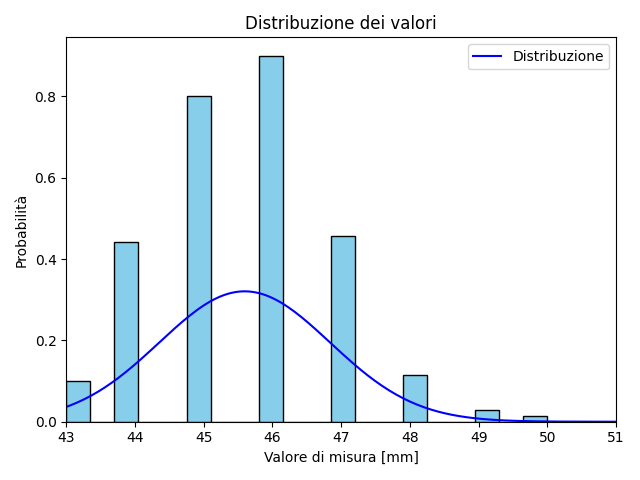 Distribuzione dei valori
Distribuzione
Probabilità
0.8
0.6
0.4
0.2
0.0
43 44 45 46 47 48 49 50 51
Valore di misura [mm]